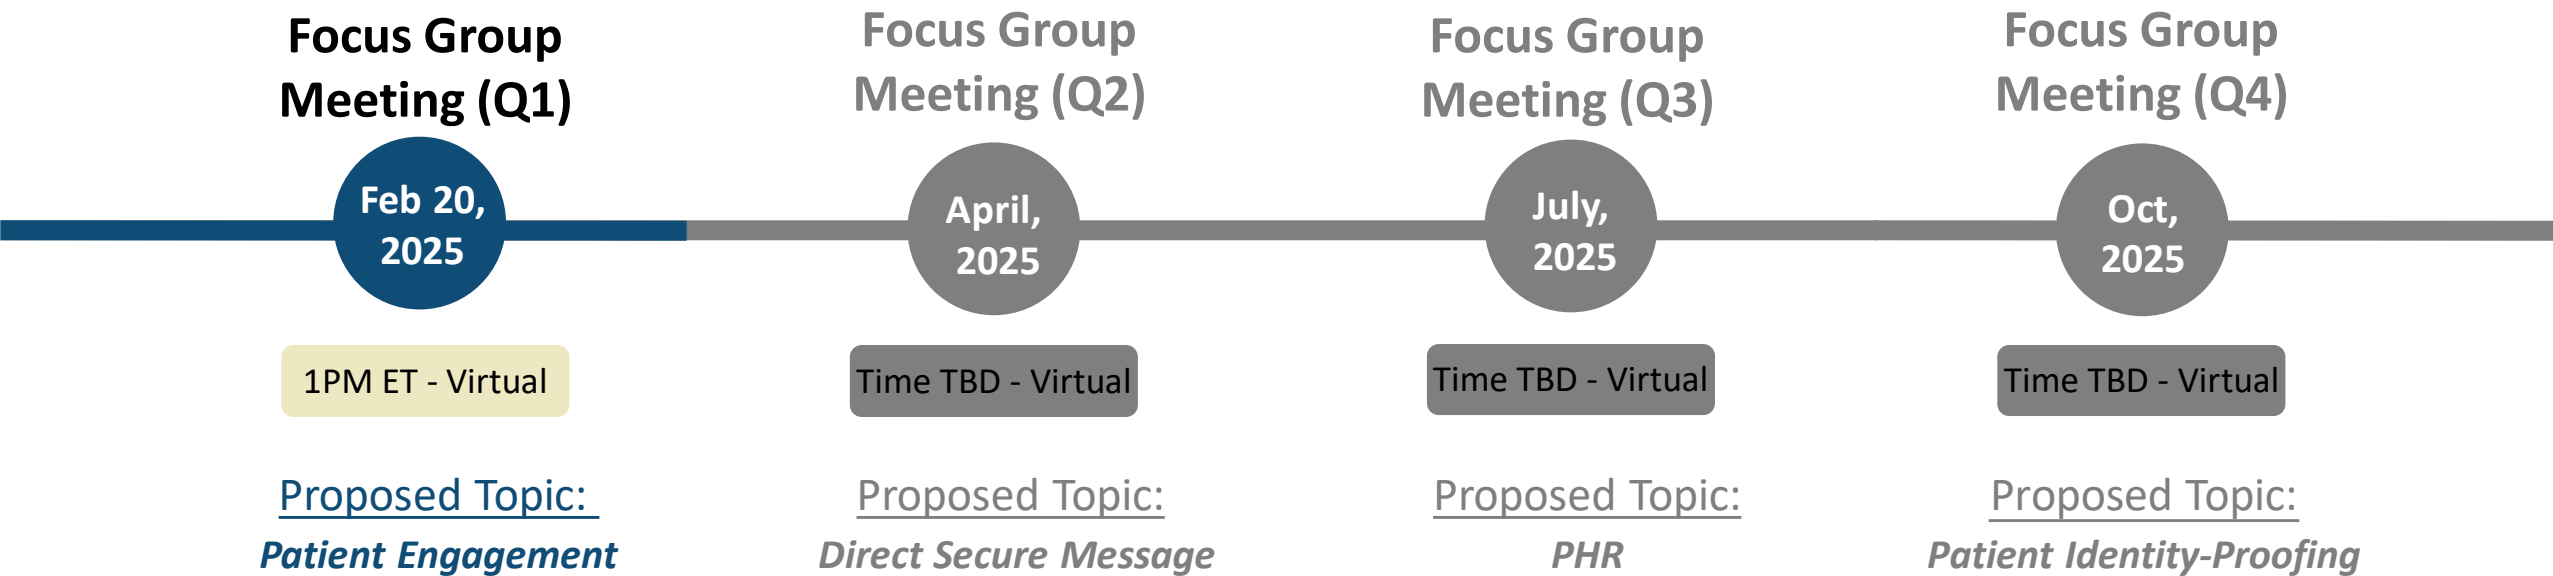 Focus Group
Meeting (Q1)
Feb 20,
2025
1PM ET - Virtual
Proposed Topic:
Patient Engagement
Focus Group
Meeting (Q2)
April,
2025
Time TBD - Virtual
Proposed Topic:
Direct Secure Message
Focus Group
Meeting (Q3)
July,
2025
Time TBD - Virtual
Proposed Topic:
PHR
Focus Group
Meeting (Q4)
Oct,
2025
Time TBD - Virtual
Proposed Topic:
Patient Identity-Proofing